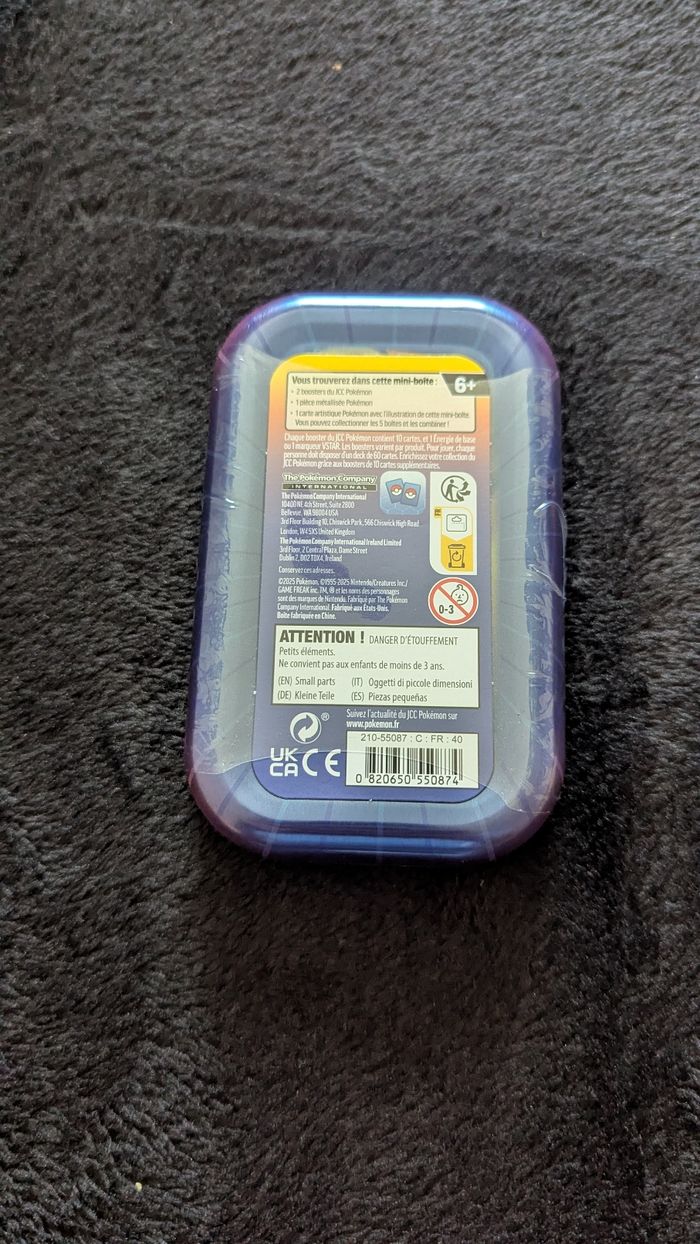 Vous trouverez dans cette mini-boîte :
6+
• 2 boosters du JCC Pokémon
• 1 pièce métallisée Pokémon
• 1 carte artistique Pokémon avec l'illustration de cette mini-boîte.
Vous pouvez collectionner les 5 boîtes et les combiner !
Chaque booster du JCC Pokémon contient 10 cartes, et 1 Énergie de base
ou 1 marqueur VSTAR. Les boosters varient par produit. Pour jouer, chaque
personne doit disposer d'un deck de 60 cartes. Enrichissez votre collection du
JCC Pokémon grâce aux boosters de 10 cartes supplémentaires.
The Pokémon Company
INTERNATIONAL
The Pokémon Company International
10400 NE 4th Street, Suite 2800
Bellevue, WA 98004 USA
3rd Floor Building 10, Chiswick Park, 566 Chiswick High Road
London, W4 5XS United Kingdom
The Pokémon Company International Ireland Limited
3rd Floor, 2 Central Plaza, Dame Street
Dublin 2, D02 T0X4, Ireland
Conservez ces adresses.
FR
©2025 Pokémon. ©1995-2025 Nintendo/Creatures Inc./
GAME FREAK inc. TM, ® et les noms des personnages
sont des marques de Nintendo. Fabriqué par The Pokémon
Company International. Fabriqué aux États-Unis.
Boîte fabriquée en Chine.
0-3
ATTENTION ! DANGER D'ÉTOUFFEMENT
Petits éléments.
Ne convient pas aux enfants de moins de 3 ans.
(EN) Small parts (IT) Oggetti di piccole dimensioni
(DE) Kleine Teile (ES) Piezas pequeñas
Suivez l'actualité du JCC Pokémon sur
www.pokemon.fr
®
UK
CA CE
210-55087 : C : FR : 40
0 820650 550874